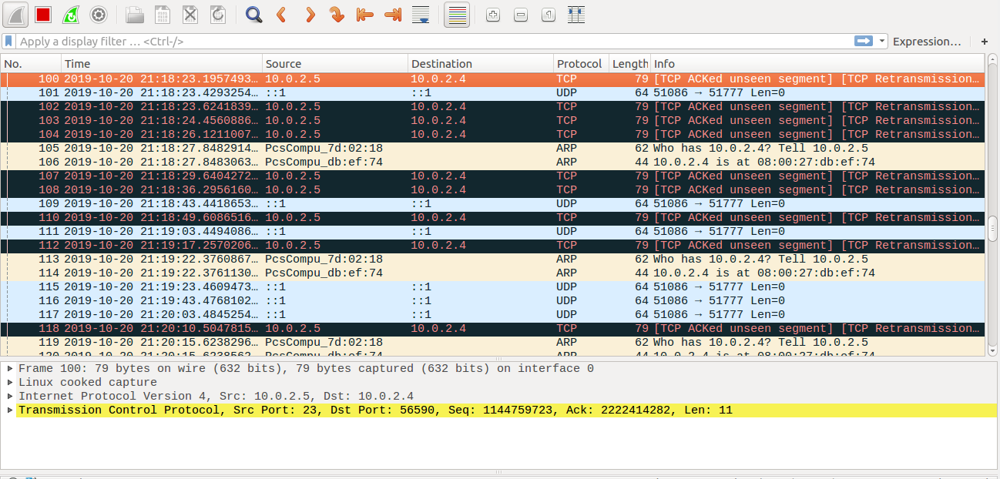 Apply a display filter ... <Ctrl-/> Expression… +
No. Time Source Destination Protocol Length Info
100 2019-10-20 21:18:23.1957493… 10.0.2.5 10.0.2.4 TCP 79 [TCP ACKed unseen segment] [TCP Retransmission…
101 2019-10-20 21:18:23.4293254… ::1 ::1 UDP 64 51086 → 51777 Len=0
102 2019-10-20 21:18:23.6241839… 10.0.2.5 10.0.2.4 TCP 79 [TCP ACKed unseen segment] [TCP Retransmission…
103 2019-10-20 21:18:24.4560886… 10.0.2.5 10.0.2.4 TCP 79 [TCP ACKed unseen segment] [TCP Retransmission…
104 2019-10-20 21:18:26.1211007… 10.0.2.5 10.0.2.4 TCP 79 [TCP ACKed unseen segment] [TCP Retransmission…
105 2019-10-20 21:18:27.8482914… PcsCompu_7d:02:18 ARP 62 Who has 10.0.2.4? Tell 10.0.2.5
106 2019-10-20 21:18:27.8483063… PcsCompu_db:ef:74 ARP 44 10.0.2.4 is at 08:00:27:db:ef:74
107 2019-10-20 21:18:29.6404272… 10.0.2.5 10.0.2.4 TCP 79 [TCP ACKed unseen segment] [TCP Retransmission…
108 2019-10-20 21:18:36.2956160… 10.0.2.5 10.0.2.4 TCP 79 [TCP ACKed unseen segment] [TCP Retransmission…
109 2019-10-20 21:18:43.4418653… ::1 ::1 UDP 64 51086 → 51777 Len=0
110 2019-10-20 21:18:49.6086516… 10.0.2.5 10.0.2.4 TCP 79 [TCP ACKed unseen segment] [TCP Retransmission…
111 2019-10-20 21:19:03.4494086… ::1 ::1 UDP 64 51086 → 51777 Len=0
112 2019-10-20 21:19:17.2570206… 10.0.2.5 10.0.2.4 TCP 79 [TCP ACKed unseen segment] [TCP Retransmission…
113 2019-10-20 21:19:22.3760867… PcsCompu_7d:02:18 ARP 62 Who has 10.0.2.4? Tell 10.0.2.5
114 2019-10-20 21:19:22.3761130… PcsCompu_db:ef:74 ARP 44 10.0.2.4 is at 08:00:27:db:ef:74
115 2019-10-20 21:19:23.4609473… ::1 ::1 UDP 64 51086 → 51777 Len=0
116 2019-10-20 21:19:43.4768102… ::1 ::1 UDP 64 51086 → 51777 Len=0
117 2019-10-20 21:20:03.4845254… ::1 ::1 UDP 64 51086 → 51777 Len=0
118 2019-10-20 21:20:10.5047815… 10.0.2.5 10.0.2.4 TCP 79 [TCP ACKed unseen segment] [TCP Retransmission…
119 2019-10-20 21:20:15.6238296… PcsCompu_7d:02:18 ARP 62 Who has 10.0.2.4? Tell 10.0.2.5
Frame 100: 79 bytes on wire (632 bits), 79 bytes captured (632 bits) on interface 0
Linux cooked capture
Internet Protocol Version 4, Src: 10.0.2.5, Dst: 10.0.2.4
Transmission Control Protocol, Src Port: 23, Dst Port: 56590, Seq: 1144759723, Ack: 2222414282, Len: 11